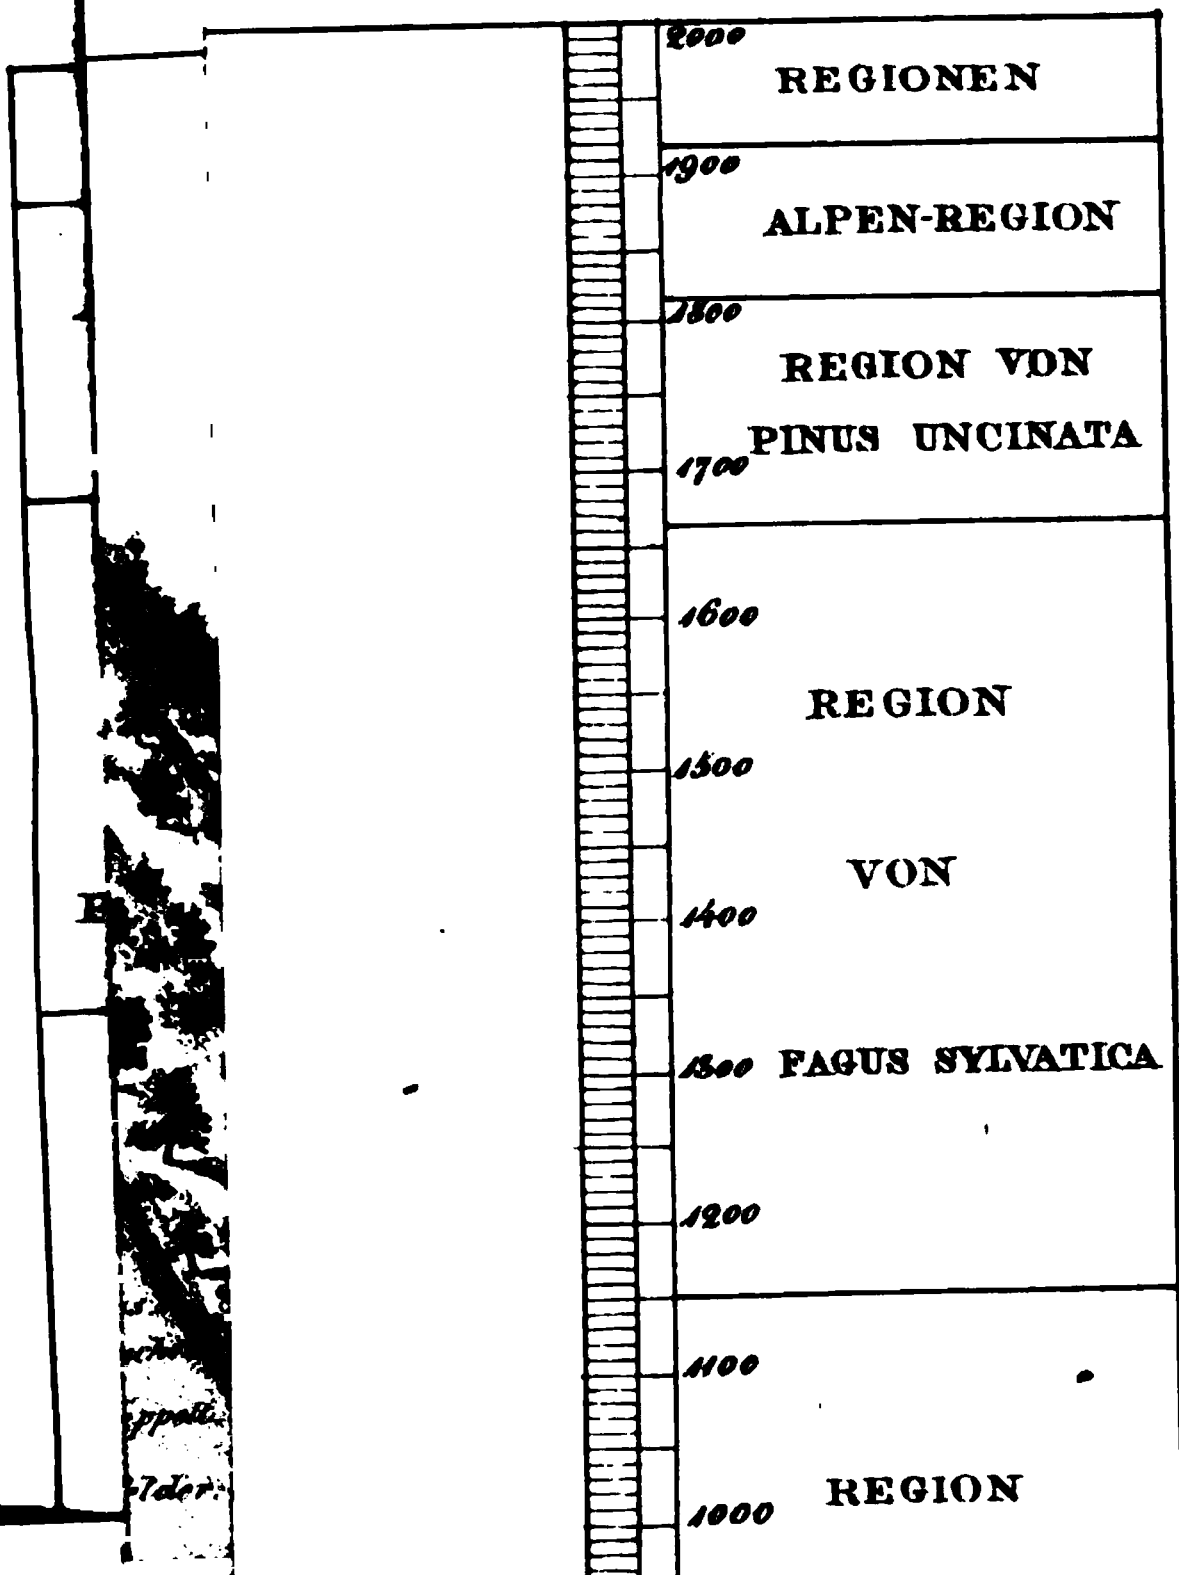 2000
REGIONEN
1900
ALPEN-REGION
1800
REGION VON
PINUS UNCINATA
1700
1600
REGION
1500
VON
1400
1300 FAGUS SYLVATICA
1200
1100
REGION
1000